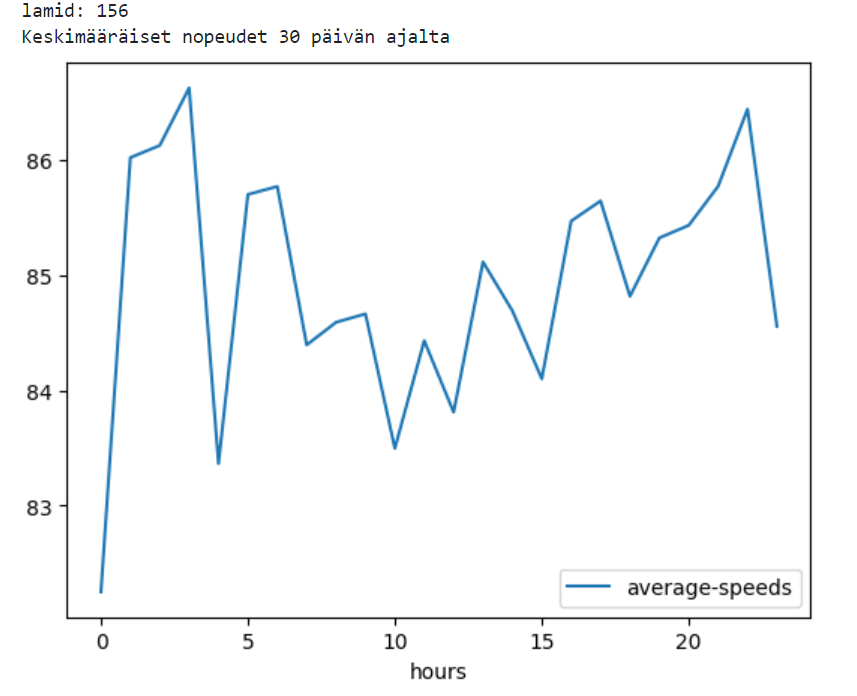 lamid: 156
Keskimääräiset nopeudet 30 päivän ajalta
86
85
84
83
average-speeds
0 5 10 15 20
hours